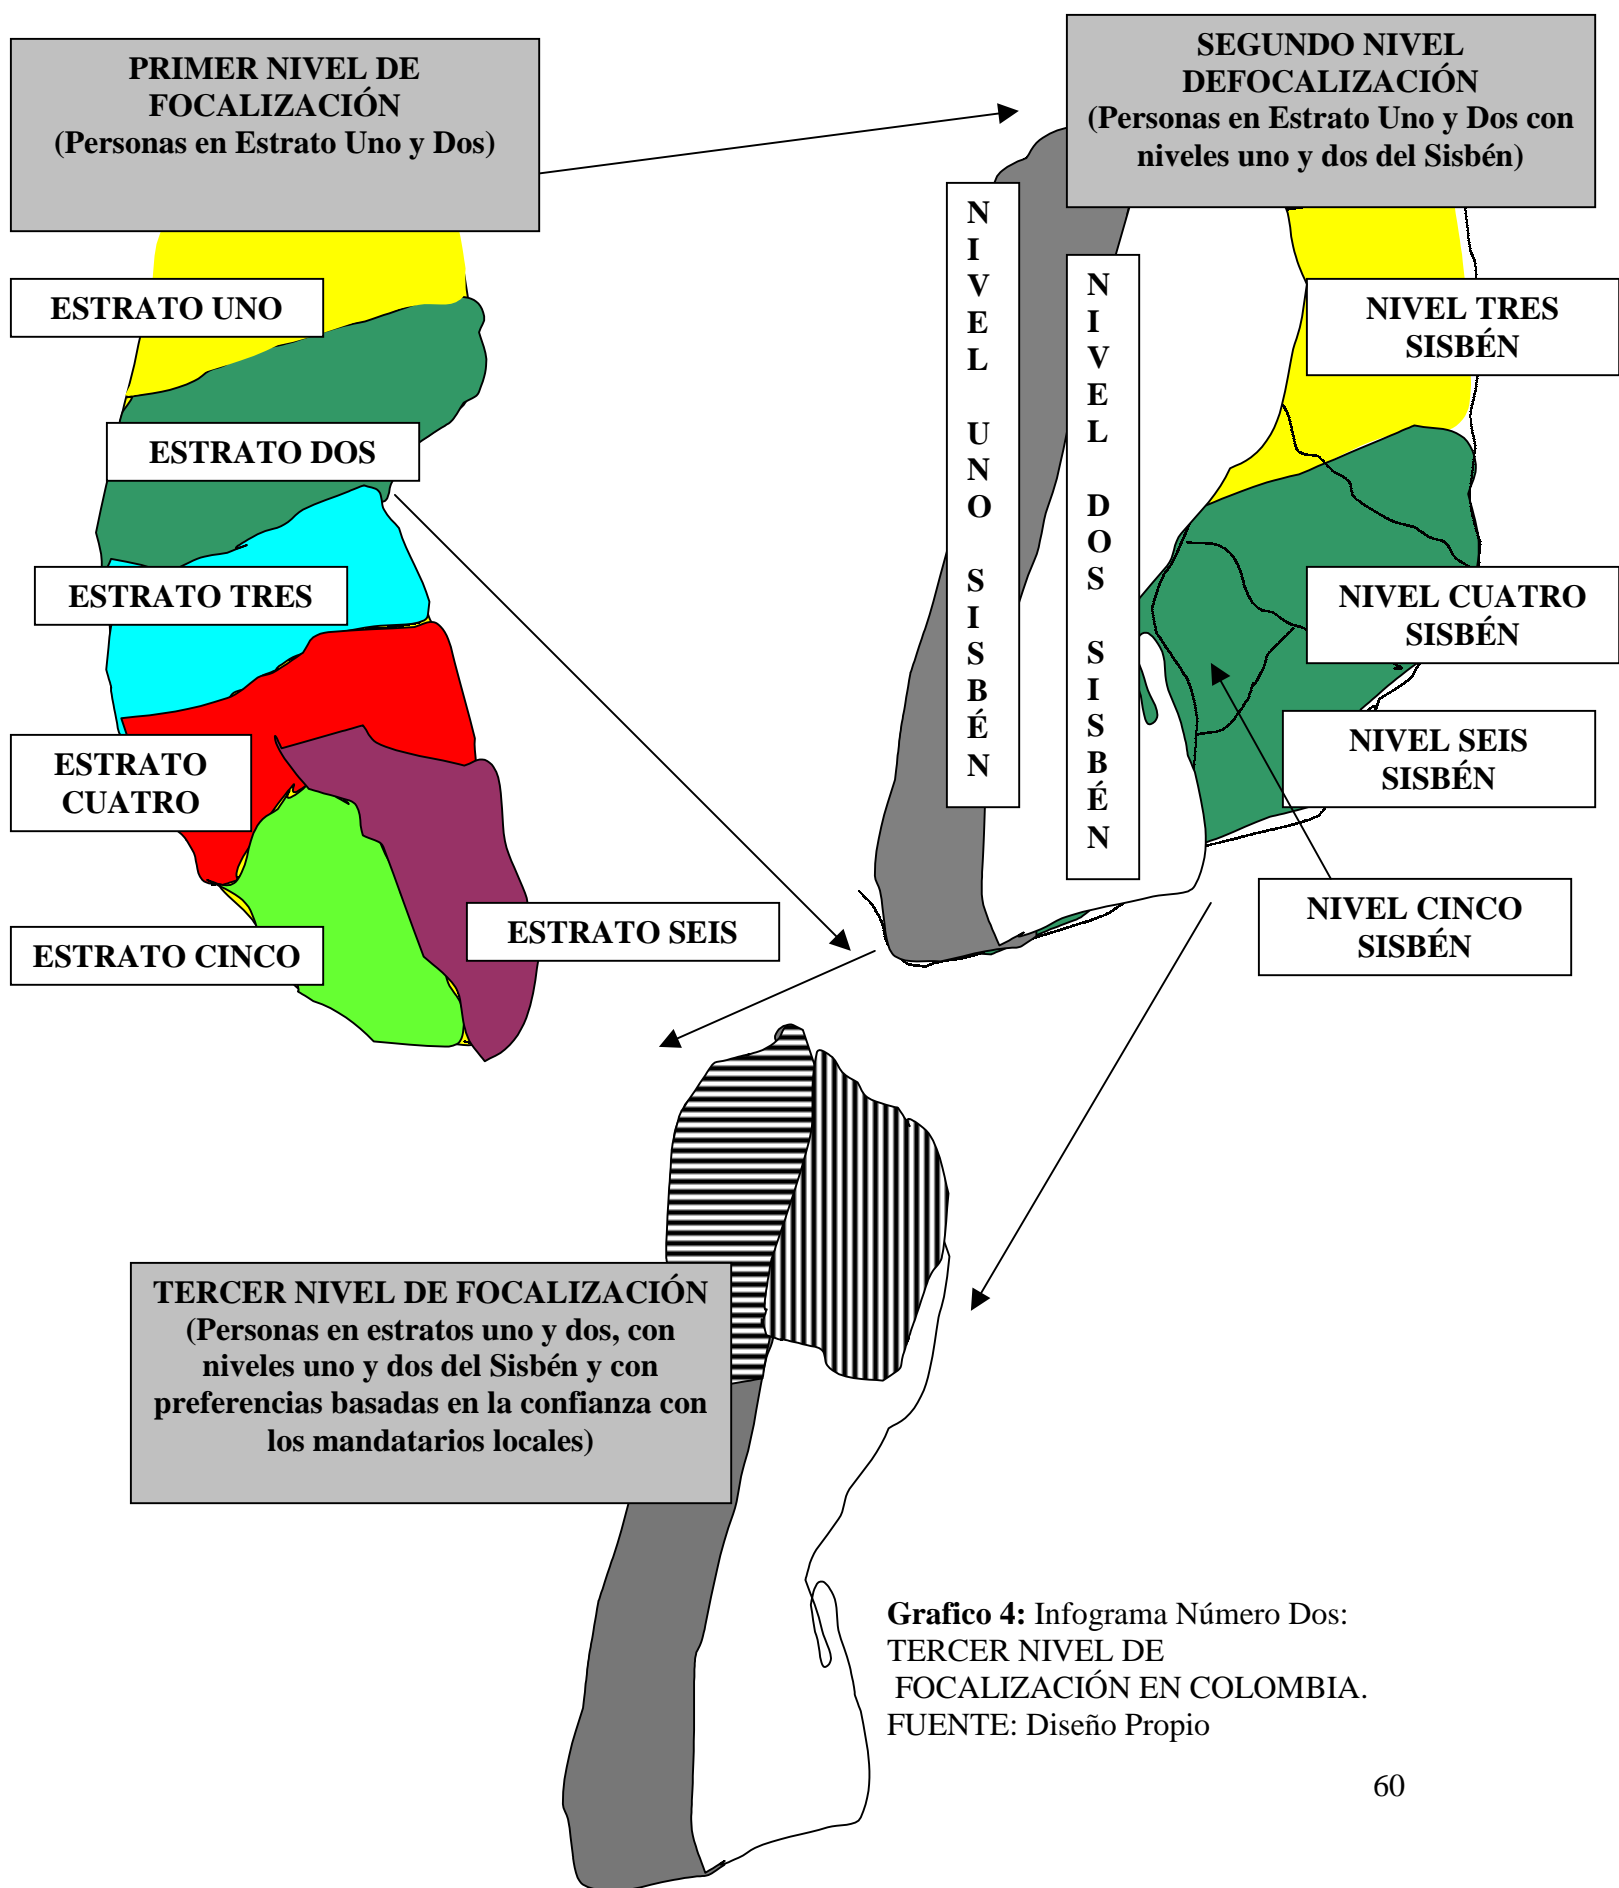 PRIMER NIVEL DE
FOCALIZACIÓN
(Personas en Estrato Uno y Dos)
SEGUNDO NIVEL
DEFOCALIZACIÓN
(Personas en Estrato Uno y Dos con
niveles uno y dos del Sisbén)
ESTRATO UNO
ESTRATO DOS
ESTRATO TRES
ESTRATO
CUATRO
ESTRATO CINCO
ESTRATO SEIS
NIVEL UNO SISBÉN
NIVEL DOS SISBÉN
NIVEL TRES
SISBÉN
NIVEL CUATRO
SISBÉN
NIVEL SEIS
SISBÉN
NIVEL CINCO
SISBÉN
TERCER NIVEL DE FOCALIZACIÓN
(Personas en estratos uno y dos, con
niveles uno y dos del Sisbén y con
preferencias basadas en la confianza con
los mandatarios locales)
Grafico 4: Infograma Número Dos:
TERCER NIVEL DE
FOCALIZACIÓN EN COLOMBIA.
FUENTE: Diseño Propio
60